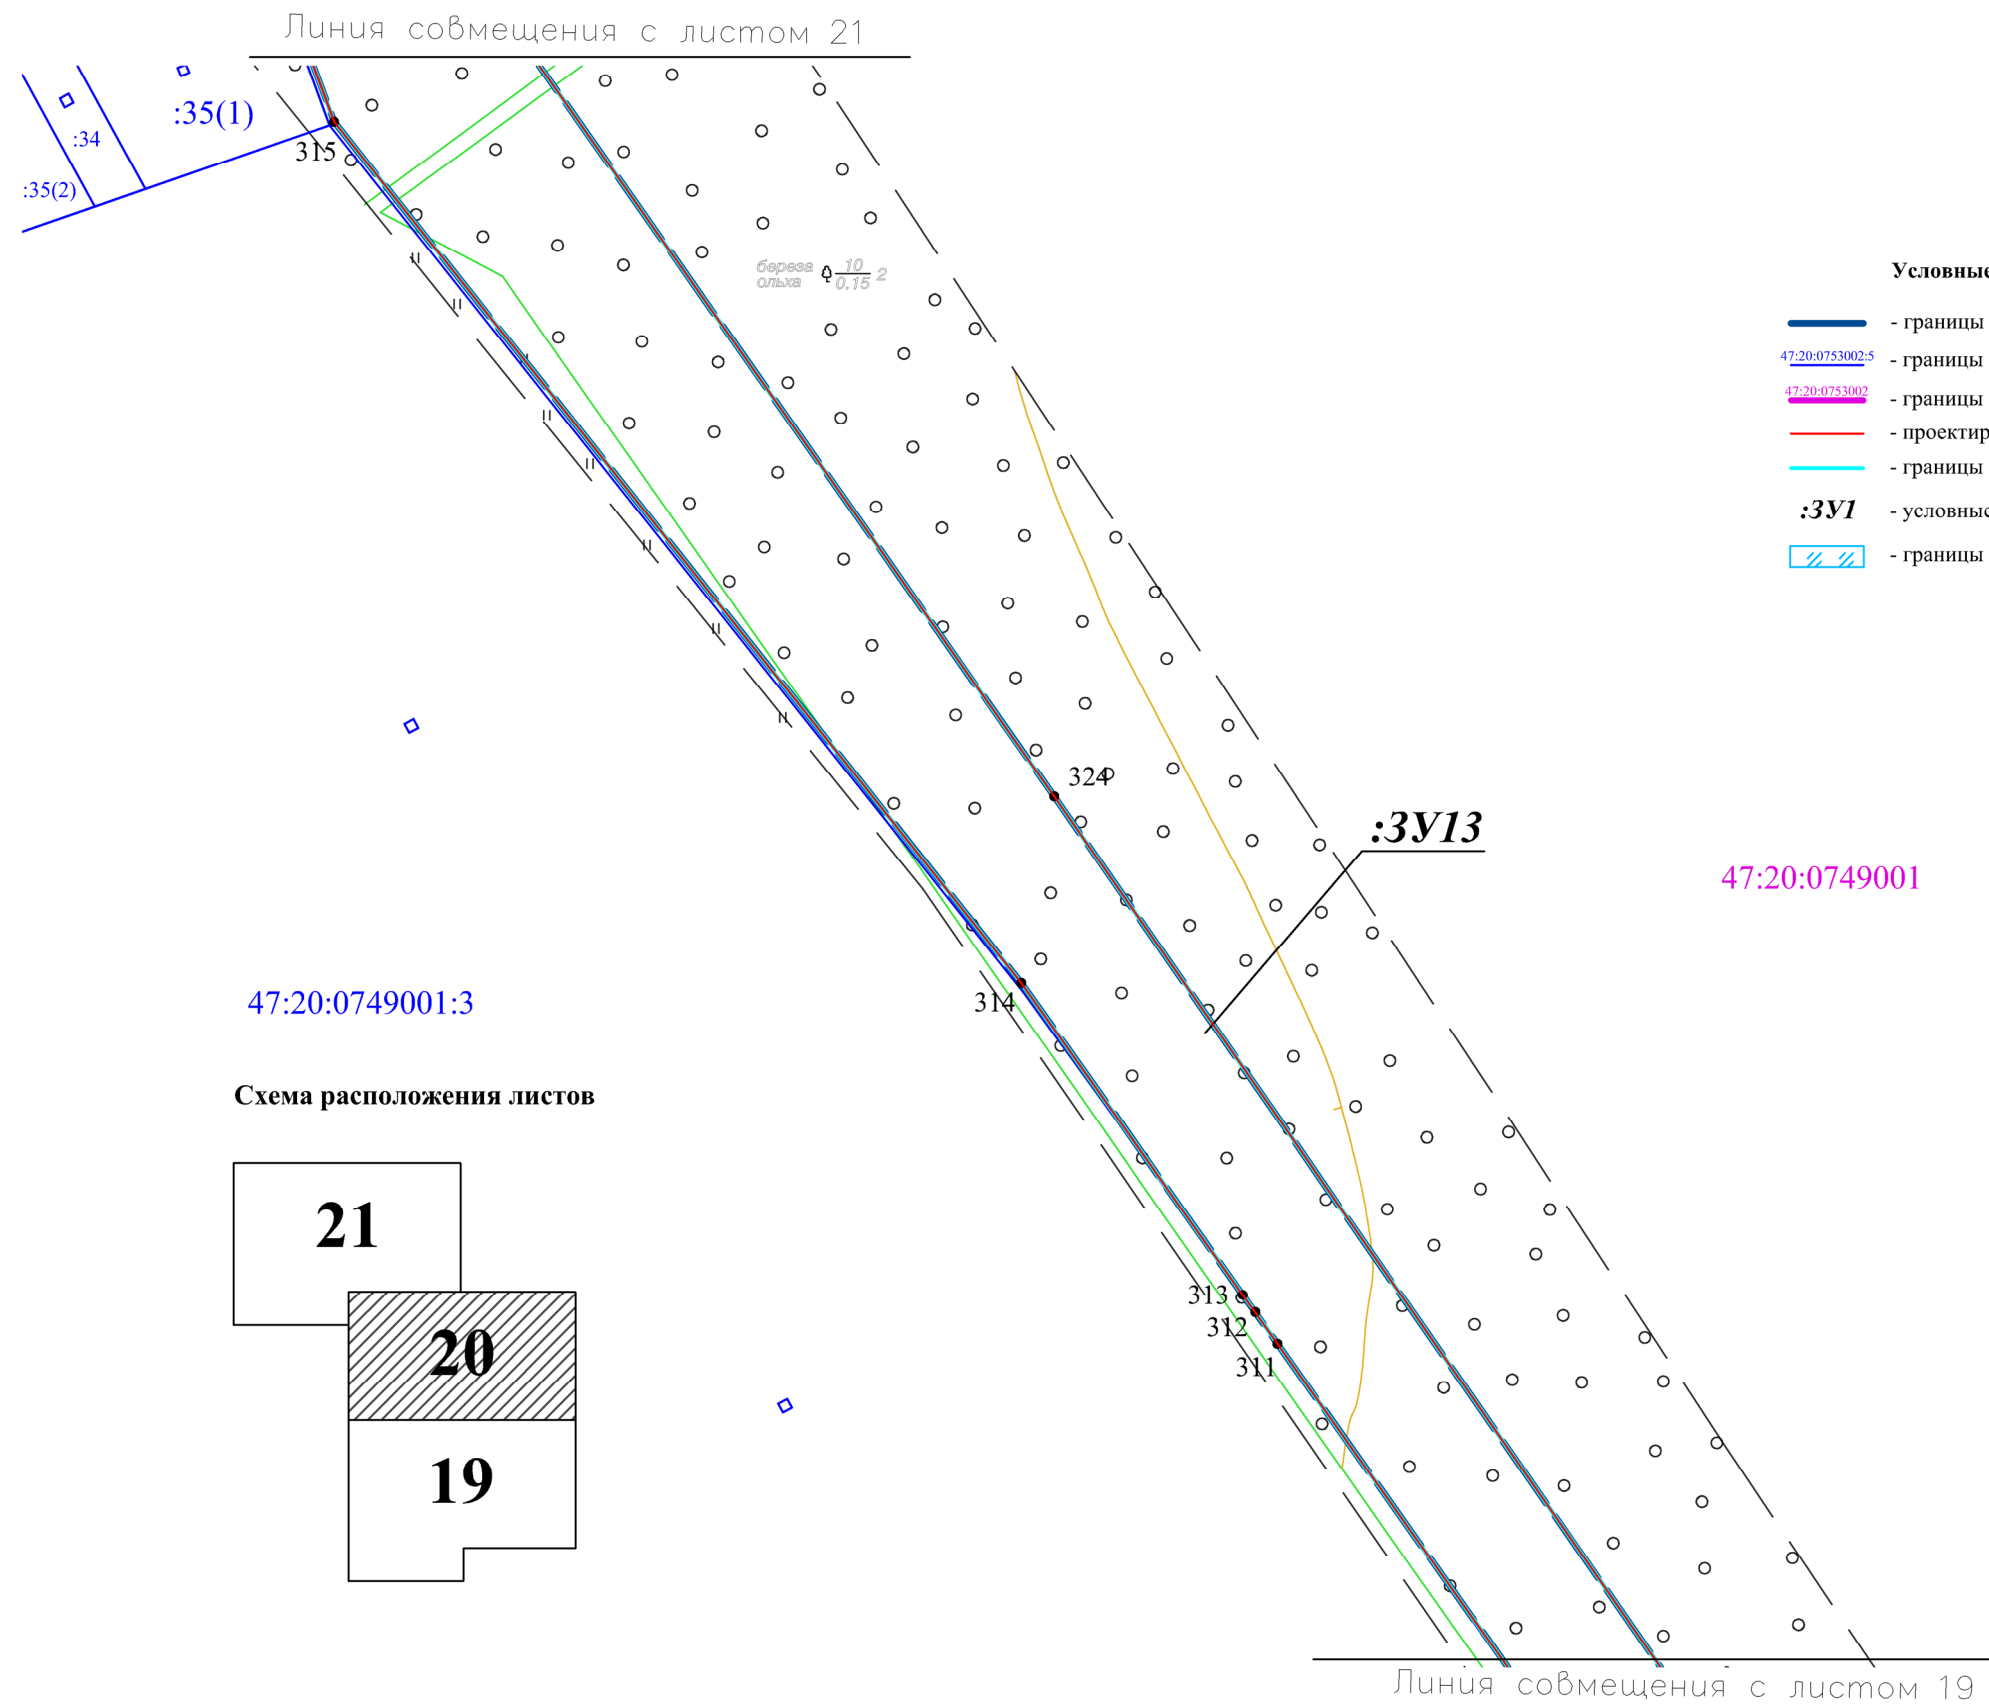 Линия совмещения с листом 21
:35(1)
:34
315
:35(2)
береза
ольха
10
0.15
2
Условные
- границы
47:20:0753002:5
- границы
47:20:0753002
- границы
- проектир
- границы
:ЗУ1
- условные
- границы
324
:ЗУ13
47:20:0749001
314
47:20:0749001:3
Схема расположения листов
21
20
19
313
312
311
Линия совмещения с листом 19